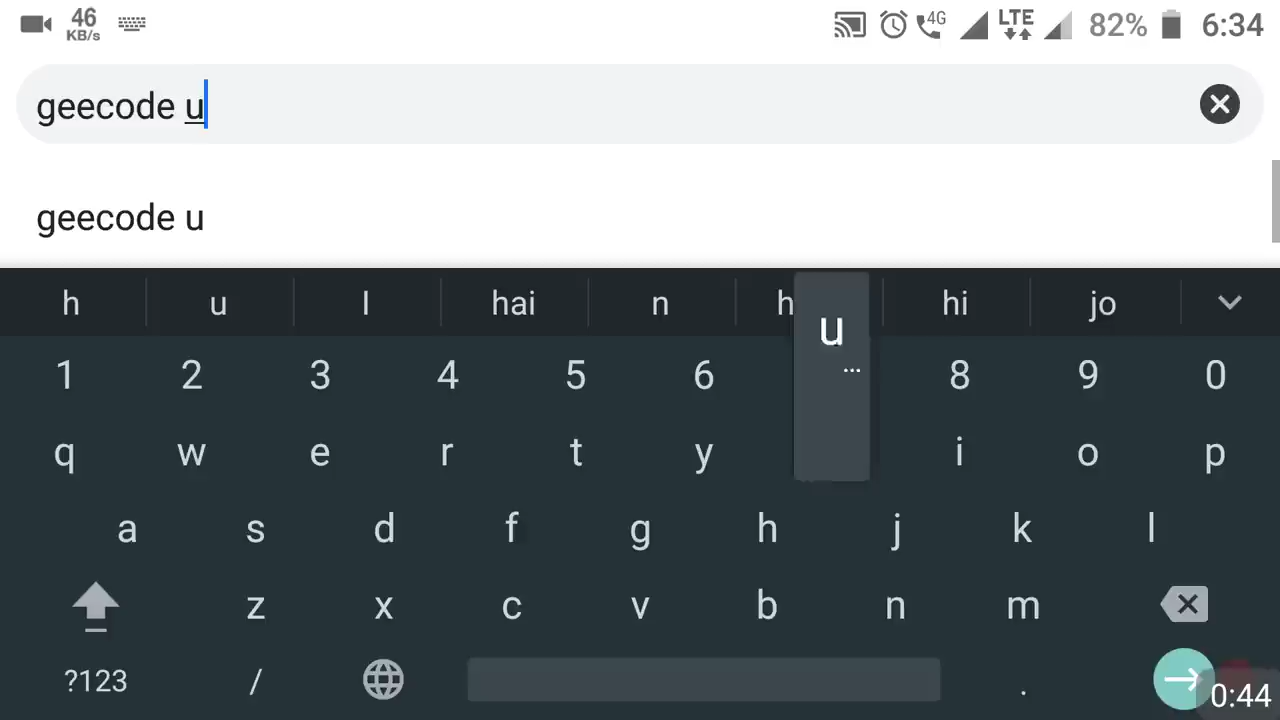 46 KB/s 4G LTE 82% 6:34
geecode u
geecode u
h u I hai n h hi jo
u
1 2 3 4 5 6 8 9 0
q w e r t y i o p
a s d f g h j k l
z x c v b n m
?123 / .
0:44